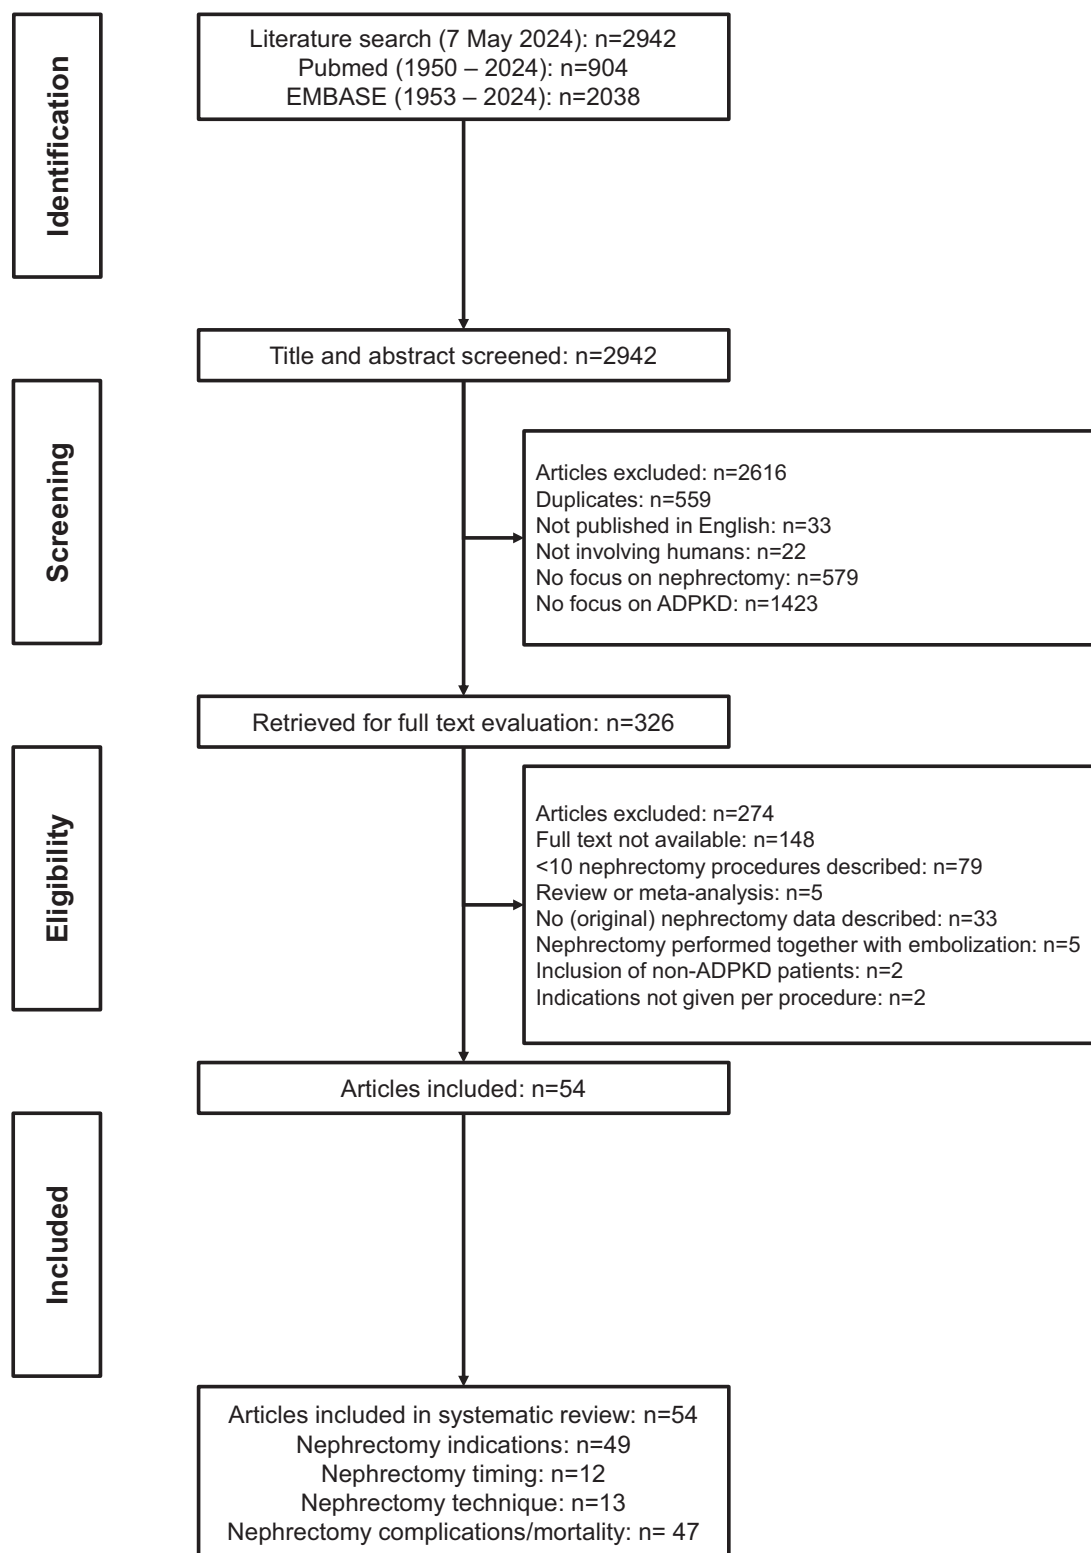 Identification
Literature search (7 May 2024): n=2942
Pubmed (1950 – 2024): n=904
EMBASE (1953 – 2024): n=2038
Title and abstract screened: n=2942
Screening
Articles excluded: n=2616
Duplicates: n=559
Not published in English: n=33
Not involving humans: n=22
No focus on nephrectomy: n=579
No focus on ADPKD: n=1423
Retrieved for full text evaluation: n=326
Eligibility
Articles excluded: n=274
Full text not available: n=148
<10 nephrectomy procedures described: n=79
Review or meta-analysis: n=5
No (original) nephrectomy data described: n=33
Nephrectomy performed together with embolization: n=5
Inclusion of non-ADPKD patients: n=2
Indications not given per procedure: n=2
Articles included: n=54
Included
Articles included in systematic review: n=54
Nephrectomy indications: n=49
Nephrectomy timing: n=12
Nephrectomy technique: n=13
Nephrectomy complications/mortality: n= 47